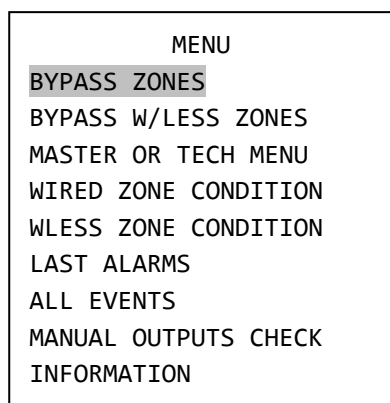 MENU
BYPASS ZONES
BYPASS W/LESS ZONES
MASTER OR TECH MENU
WIRED ZONE CONDITION
WLESS ZONE CONDITION
LAST ALARMS
ALL EVENTS
MANUAL OUTPUTS CHECK
INFORMATION